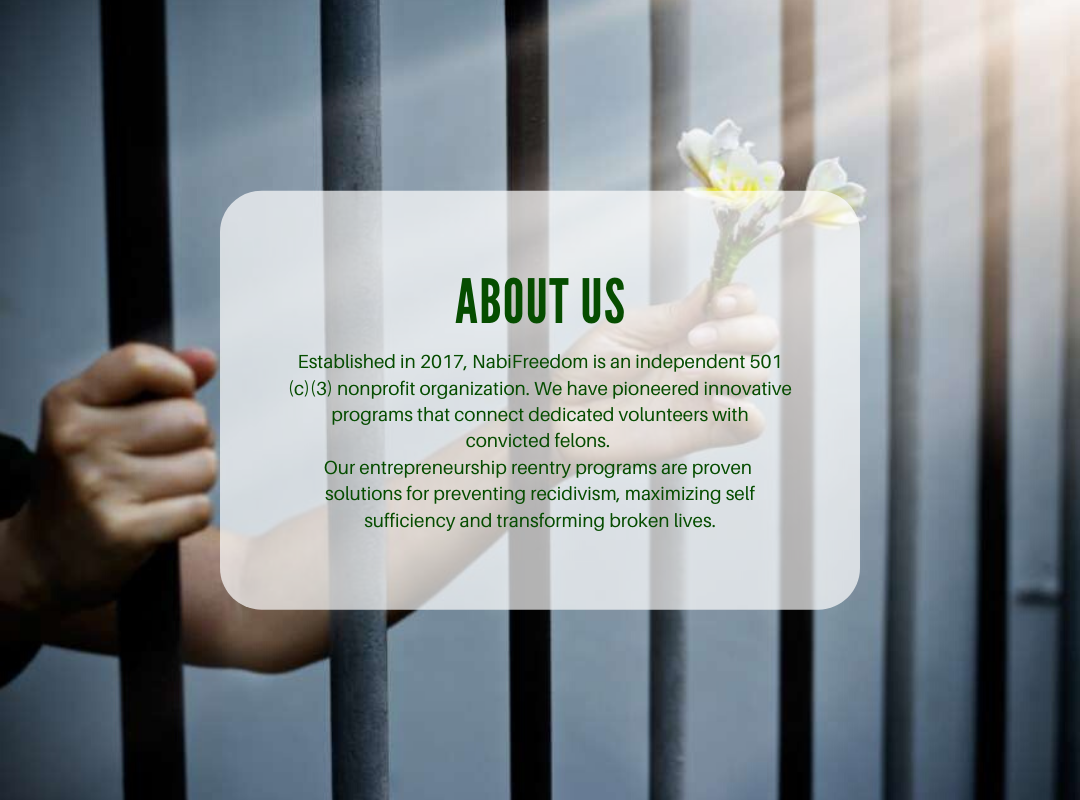 ABOUT US
Established in 2017, NabiFreedom is an independent 501
(c)(3) nonprofit organization. We have pioneered innovative
programs that connect dedicated volunteers with
convicted felons.
Our entrepreneurship reentry programs are proven
solutions for preventing recidivism, maximizing self
sufficiency and transforming broken lives.